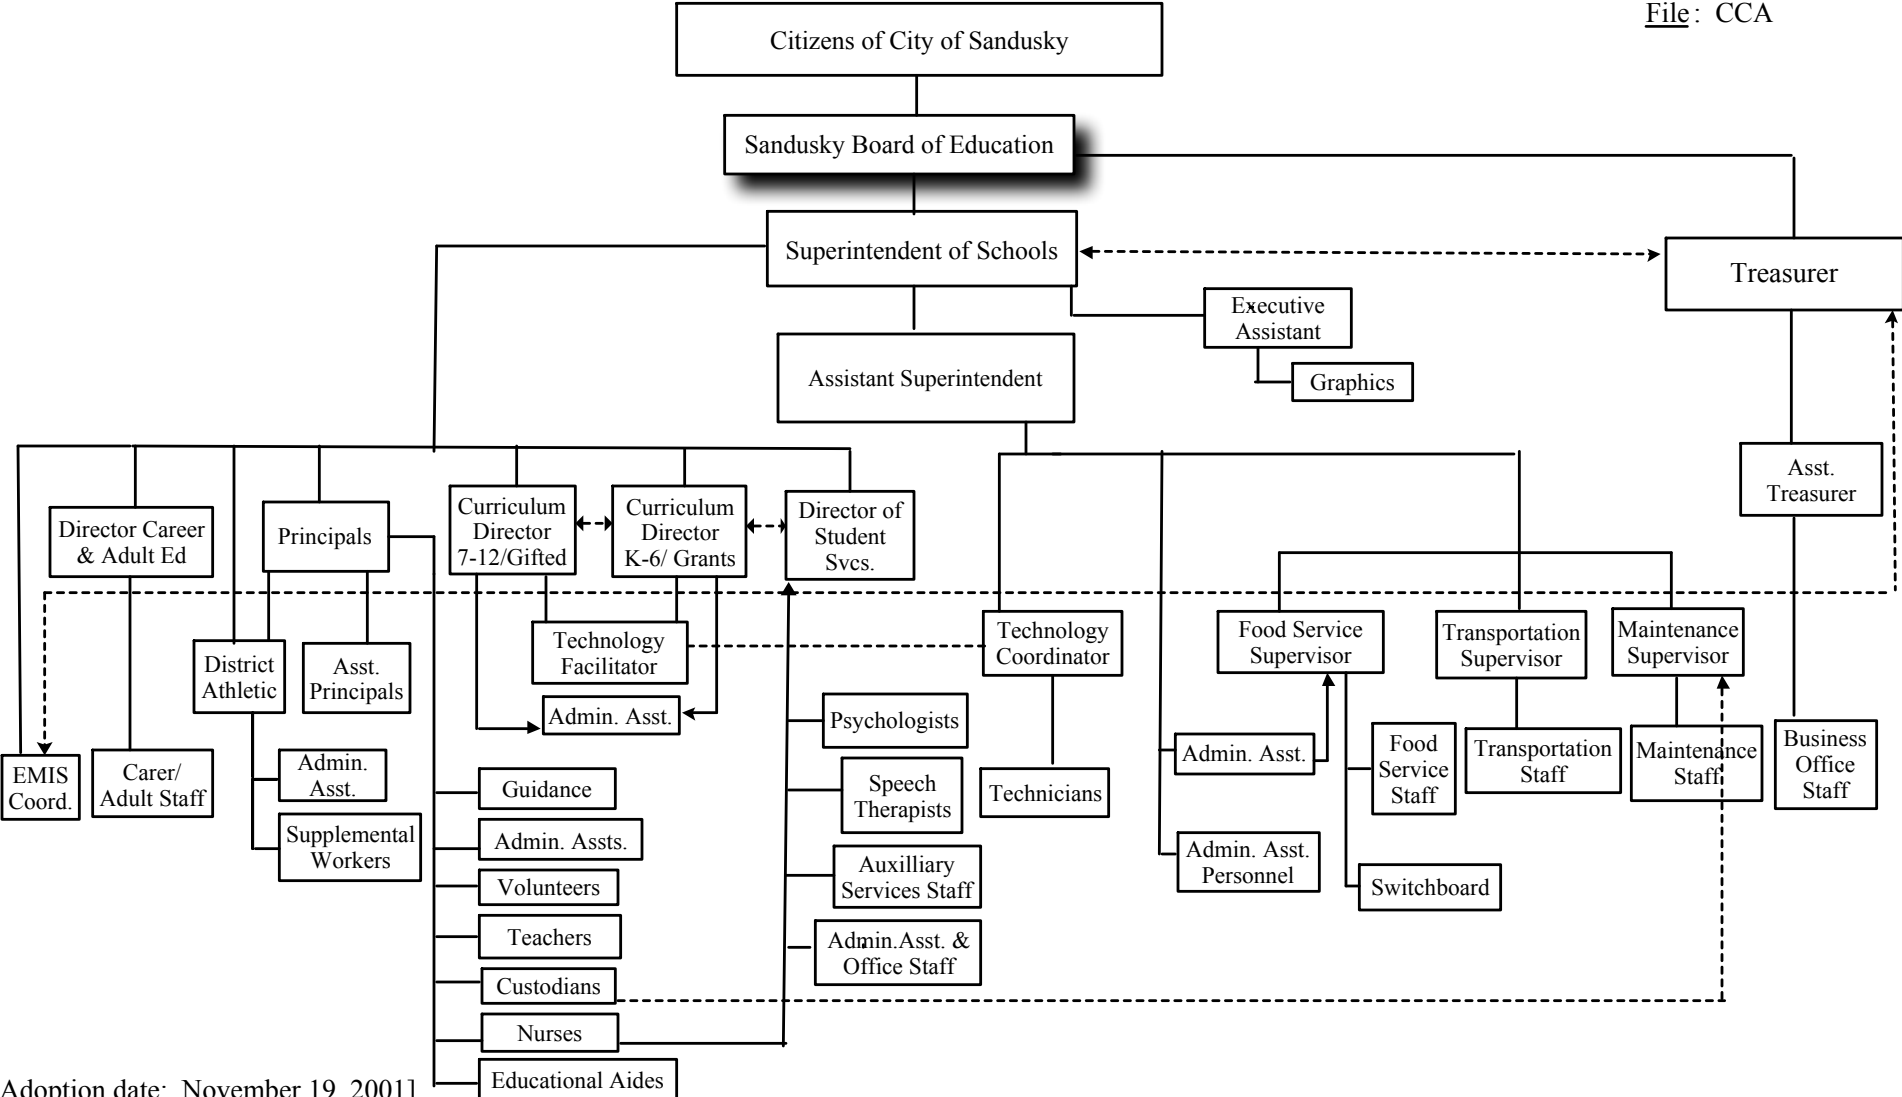 File: CCA
Citizens of City of Sandusky
Sandusky Board of Education
Superintendent of Schools
Treasurer
Executive
Assistant
Graphics
Assistant Superintendent
Asst.
Treasurer
Director Career
& Adult Ed
Principals
Curriculum
Director
7-12/Gifted
Curriculum
Director
K-6/ Grants
Director of
Student
Svcs.
District
Athletic
Asst.
Principals
Technology
Facilitator
Admin. Asst.
Technology
Coordinator
Food Service
Supervisor
Transportation
Supervisor
Maintenance
Supervisor
EMIS
Coord.
Carer/
Adult Staff
Admin.
Asst.
Supplemental
Workers
Guidance
Admin. Assts.
Volunteers
Teachers
Custodians
Nurses
Educational Aides
Psychologists
Speech
Therapists
Auxilliary
Services Staff
Admin.Asst. &
Office Staff
Technicians
Admin. Asst.
Admin. Asst.
Personnel
Food
Service
Staff
Switchboard
Transportation
Staff
Maintenance
Staff
Business
Office
Staff
Adoption date: November 19, 2001]